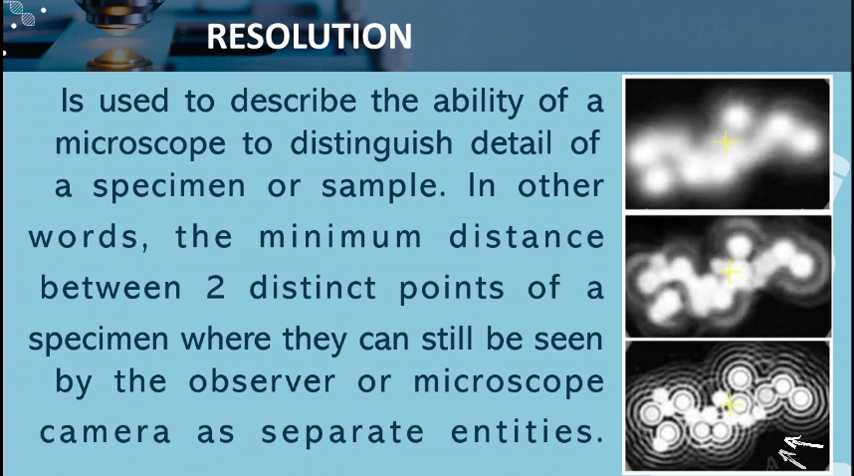 RESOLUTION
Is used to describe the ability of a
microscope to distinguish detail of
a specimen or sample. In other
words, the minimum distance
between 2 distinct points of a
specimen where they can still be seen
by the observer or microscope
camera as separate entities.